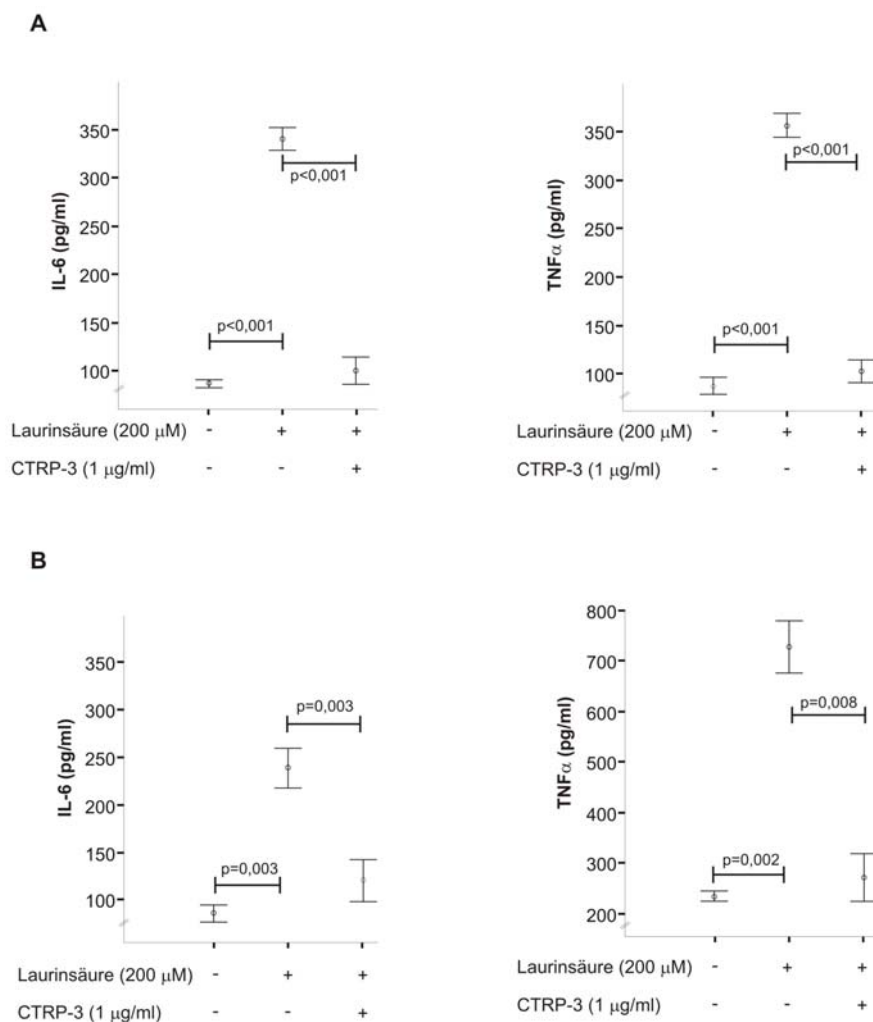 A
IL-6 (pg/ml)
350
300
250
200
150
100
p<0,001
p<0,001
Laurinsäure (200 μM) - + +
CTRP-3 (1 μg/ml) - - +
TNFα (pg/ml)
350
300
250
200
150
100
p<0,001
p<0,001
Laurinsäure (200 μM) - + +
CTRP-3 (1 μg/ml) - - +
B
IL-6 (pg/ml)
350
300
250
200
150
100
p=0,003
p=0,003
Laurinsäure (200 μM) - + +
CTRP-3 (1 μg/ml) - - +
TNFα (pg/ml)
800
700
600
500
400
300
200
p=0,008
p=0,002
Laurinsäure (200 μM) - + +
CTRP-3 (1 μg/ml) - - +